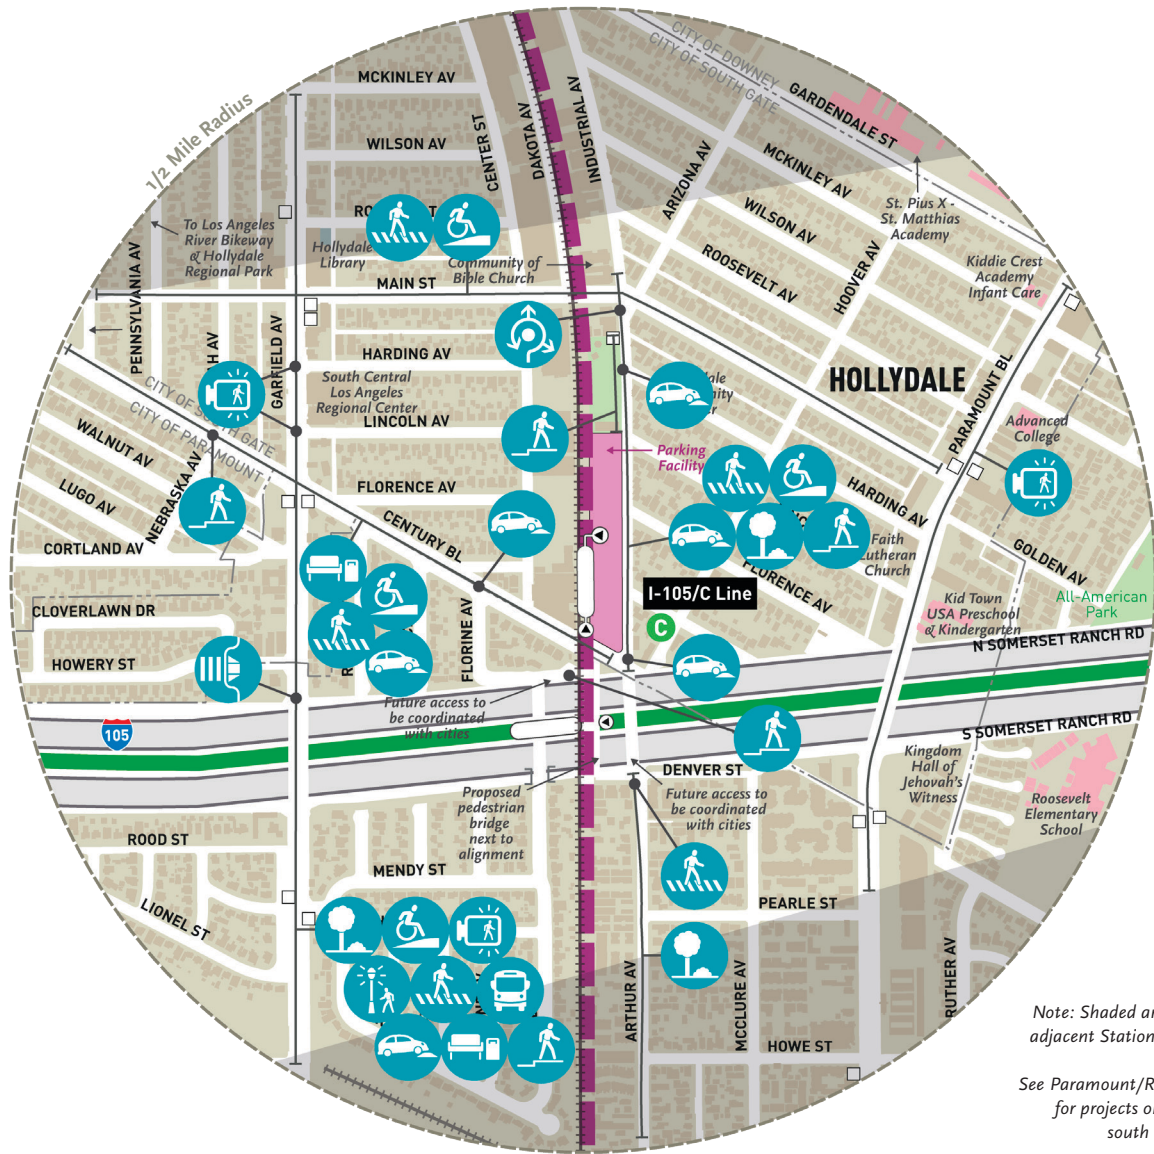 MCKINLEY AV
WILSON AV
CENTER ST
DAKOTA AV
INDUSTRIAL AV
CITY OF DOWNEY
CITY OF SOUTH GATE
GARDENDALE ST
1/2 Mile Radius
ARIZONA AV
MCKINLEY AV
WILSON AV
ROOSEVELT AV
HOOVER AV
St. Pius X -
St. Matthias
Academy
To Los Angeles
River Bikeway
& Hollydale
Regional Park
Hollydale
Library
Community of
Bible Church
Kiddie Crest
Academy
Infant Care
PENNSYLVANIA AV
MAIN ST
GARFIELD AV
HARDING AV
South Central
Los Angeles
Regional Center
LINCOLN AV
HOLLYDALE
PARAMOUNT BL
Advanced
College
CITY OF SOUTH GATE
CITY OF PARAMOUNT
WALNUT AV
LUGO AV
NEBRASKA AV
FLORENCE AV
CENTURY BL
Parking
Facility
HARDING AV
Faith
Lutheran
Church
GOLDEN AV
CORTLAND AV
CLOVERLAWN DR
HOWERY ST
FLORINE AV
FLORENCE AV
I-105/C Line
C
Kid Town
USA Preschool
& Kindergarten
All-American
Park
N SOMERSET RANCH RD
S SOMERSET RANCH RD
105
Future access to
be coordinated
with cities
DENVER ST
Future access to
be coordinated
with cities
Proposed
pedestrian
bridge
next to
alignment
Kingdom
Hall of
Jehovah's
Witness
Roosevelt
Elementary
School
ROOD ST
MENDY ST
LIONEL ST
PEARLE ST
ARTHUR AV
MCCLURE AV
RUTHER AV
HOWE ST
Note: Shaded
adjacent Station
See
for projects
south